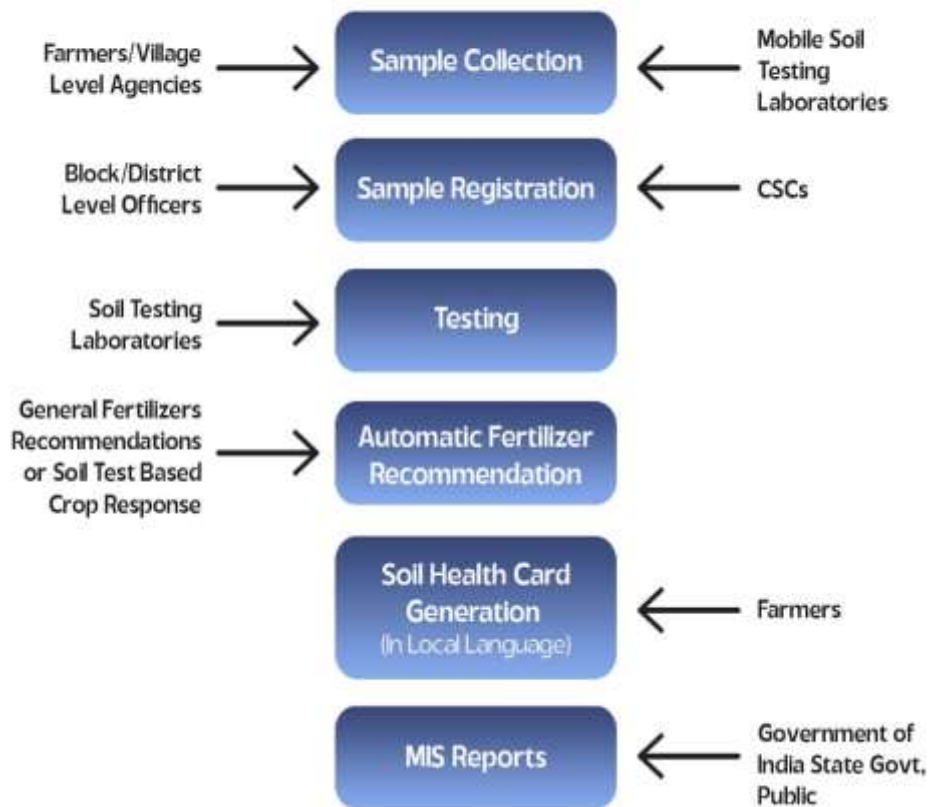 Farmers/Village
Level Agencies
Sample Collection
Mobile Soil
Testing
Laboratories
Block/District
Level Officers
Sample Registration
CSCs
Soil Testing
Laboratories
Testing
General Fertilizers
Recommendations
or Soil Test Based
Crop Response
Automatic Fertilizer
Recommendation
Soil Health Card
Generation
(In Local Language)
Farmers
MIS Reports
Government of
India State Govt,
Public